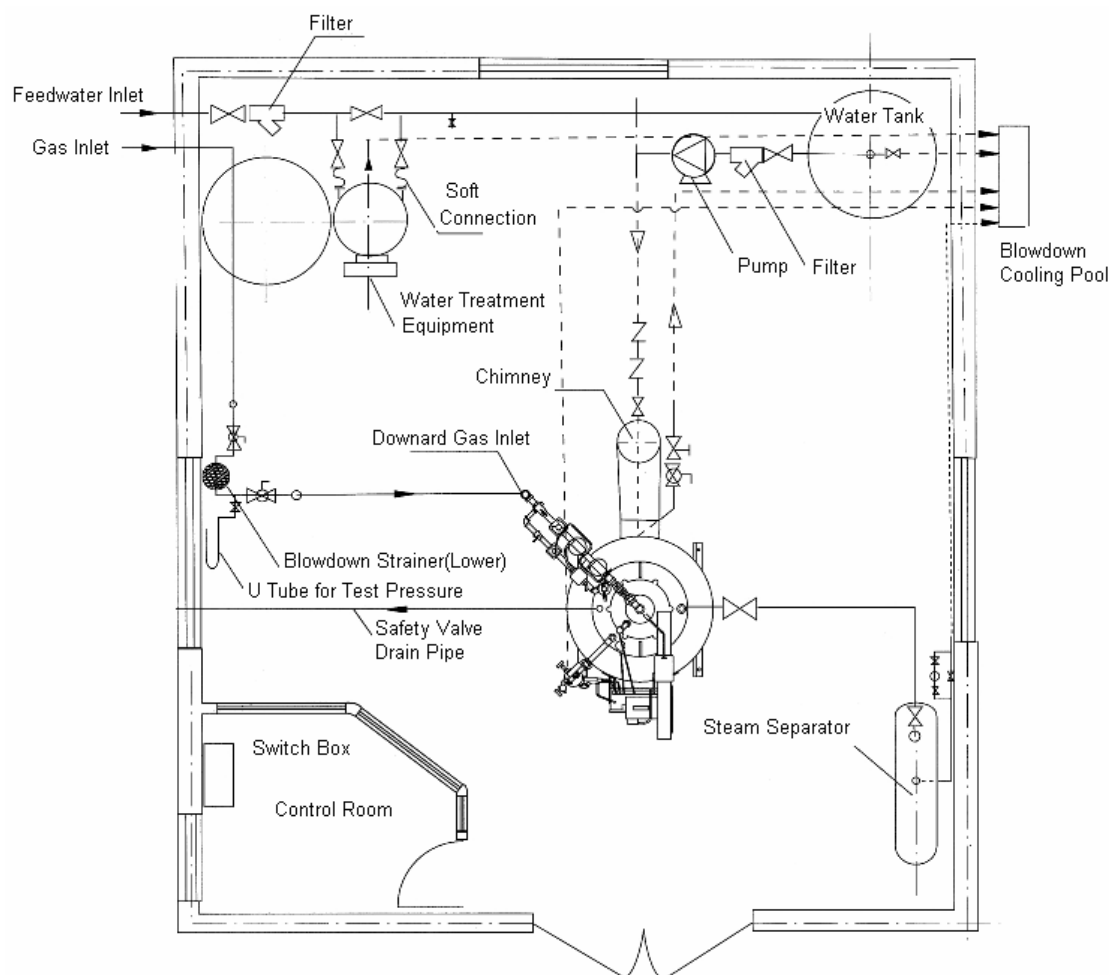 Filter
Feedwater Inlet
Gas Inlet
Water Tank
Soft
Connection
Pump
Filter
Blowdown
Cooling Pool
Water Treatment
Equipment
Chimney
Downard Gas Inlet
Blowdown Strainer(Lower)
U Tube for Test Pressure
Safety Valve
Drain Pipe
Steam Separator
Switch Box
Control Room